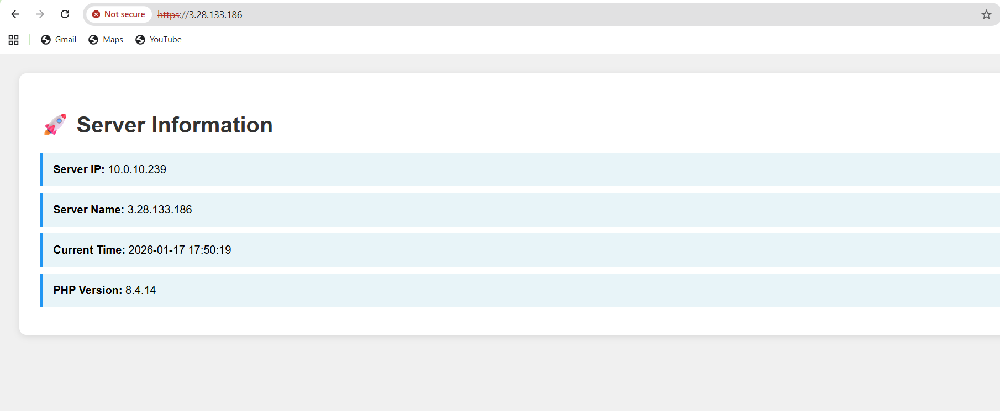 Not secure https://3.28.133.186
Gmail Maps YouTube
🚀 Server Information
Server IP: 10.0.10.239
Server Name: 3.28.133.186
Current Time: 2026-01-17 17:50:19
PHP Version: 8.4.14